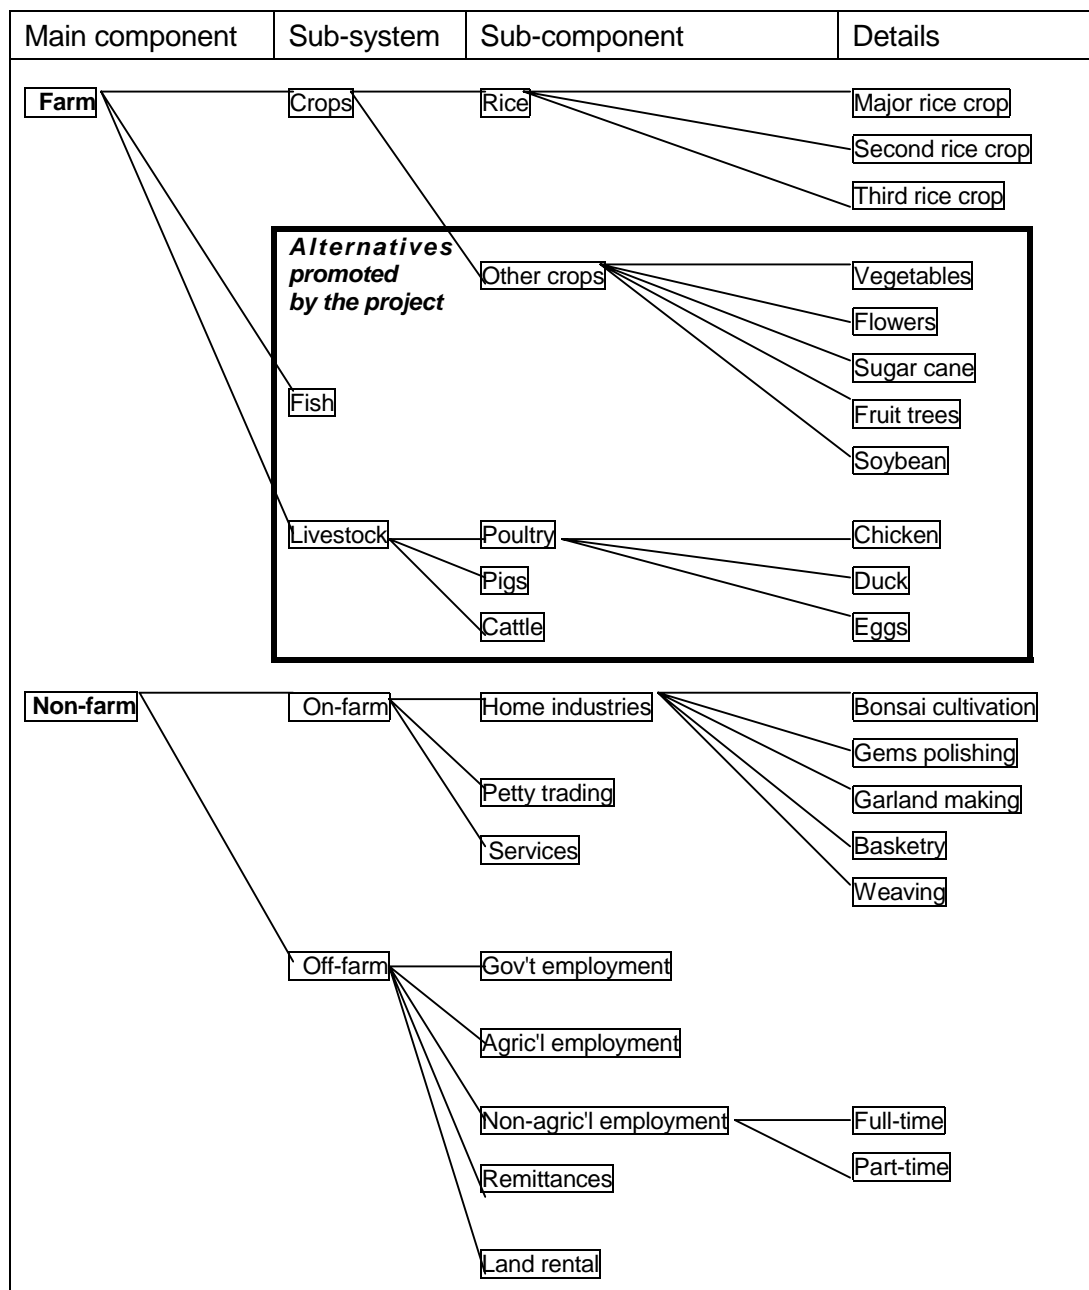 Main component Sub-system Sub-component Details
Farm Crops Rice Major rice crop
Second rice crop
Third rice crop
Alternatives
promoted
by the project
Other crops Vegetables
Flowers
Sugar cane
Fish
Fruit trees
Soybean
Livestock Poultry Chicken
Pigs Duck
Cattle Eggs
Non-farm On-farm Home industries Bonsai cultivation
Gems polishing
Petty trading Garland making
Services Basketry
Weaving
Off-farm Gov't employment
Agric'l employment
Non-agric'l employment Full-time
Part-time
Remittances
Land rental